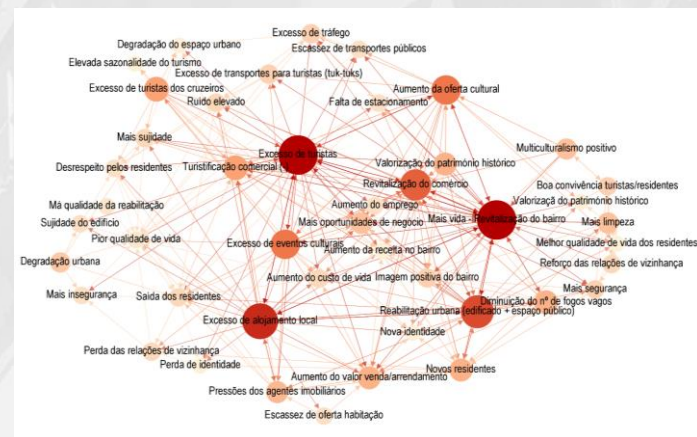 Excesso de tráfego
Degradação do espaço urbano
Escassez de transportes públicos
Elevada sazonalidade do turismo
Excesso de transportes para turistas (tuk-tuks)
Excesso de turistas dos cruzeiros
Aumento da oferta cultural
Ruido elevado
Falta de estacionamento
Mais sujidade
Multiculturalismo positivo
Excesso de turistas
Desrespeito pelos residentes
Turistificação comercial (-)
Valorização do património histórico
Revitalização do comércio
Boa convivência turistas/residentes
Má qualidade da reabilitação
Aumento do emprego
Valorizaçã do património histórico
Sujidade do edifício
Mais oportunidades de negócio
Mais vida - Revitalização do bairro
Mais limpeza
Pior qualidade de vida
Excesso de eventos culturais
Aumento da receita no bairro
Melhor qualidade de vida dos residentes
Degradação urbana
Reforço das relações de vizinhança
Aumento do custo de vida
Imagem positiva do bairro
Mais segurança
Mais insegurança
Saida dos residentes
Diminuição do nº de fogos vagos
Reabilitação urbana (edificado + espaço público)
Excesso de alojamento local
Nova identidade
Perda das relações de vizinhança
Perda de identidade
Novos residentes
Aumento do valor venda/arrendamento
Pressões dos agentes imobiliários
Escassez de oferta habitação